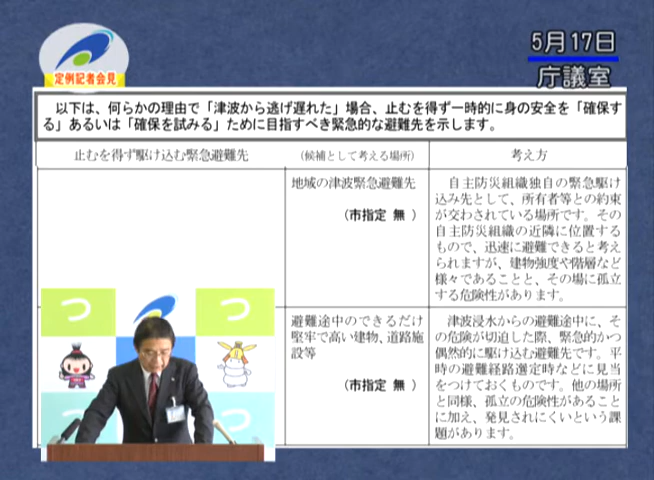 定例記者会見
5月17日
庁議室
以下は、何らかの理由で「津波から逃げ遅れた」場合、止むを得ず一時的に身の安全を「確保す
る」あるいは「確保を試みる」ために目指すべき緊急的な避難先を示します。
止むを得ず駆け込む緊急避難先
(候補として考える場所)
考え方
地域の津波緊急避難先
(市指定 無 )
自主防災組織独自の緊急駆け
込み先として、所有者等との約束
が交わされている場所です。その
自主防災組織の近隣に位置する
もので、迅速に避難できると考え
られますが、建物強度や階層など
様々であることと、その場に孤立
する危険性があります。
避難途中のできるだけ
堅牢で高い建物、道路施
設等
(市指定 無 )
津波浸水からの避難途中に、そ
の危険が切迫した際、緊急的かつ
偶然的に駆け込む避難先です。平
時の避難経路選定時などに見当
をつけておくものです。他の場所
と同様、孤立の危険性があること
に加え、発見されにくいという課
題があります。
つ
つ